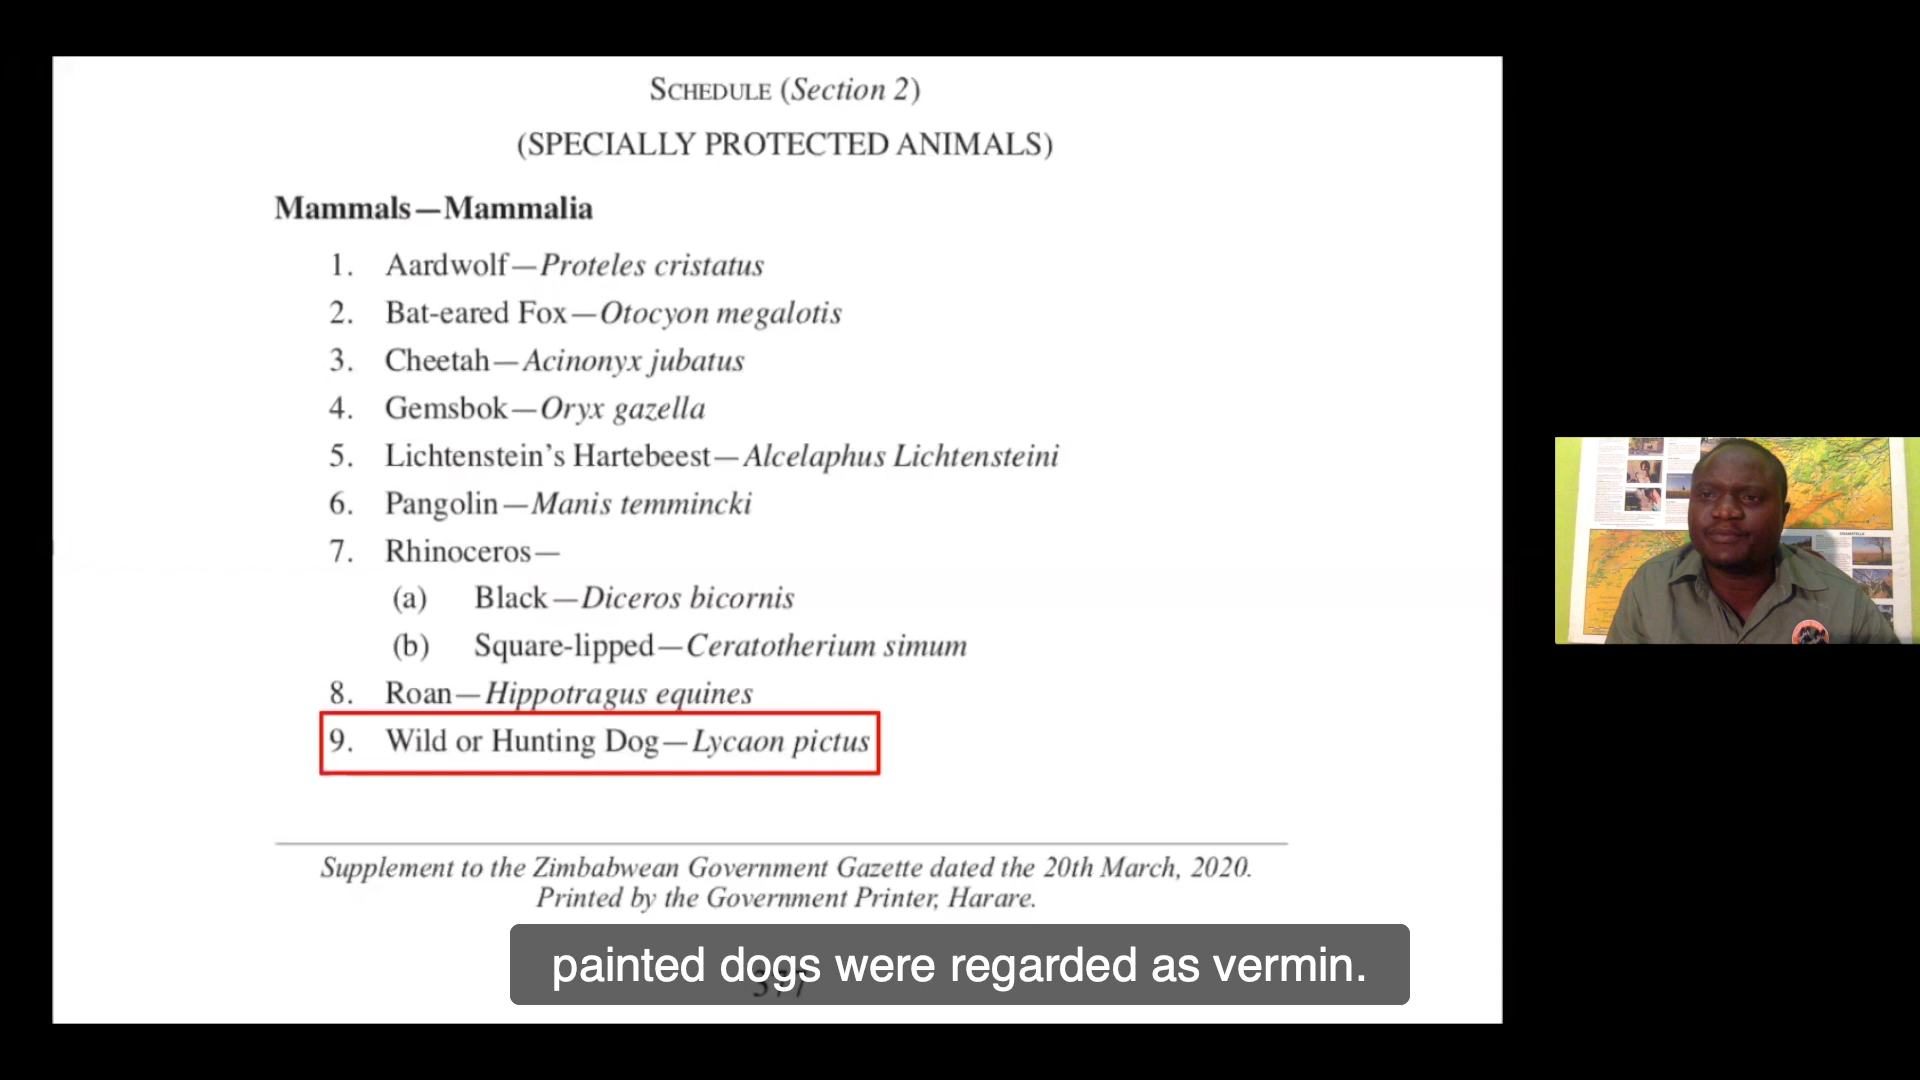 SCHEDULE (Section 2)
(SPECIALLY PROTECTED ANIMALS)
Mammals—Mammalia
1. Aardwolf—Proteles cristatus
2. Bat-eared Fox—Otocyon megalotis
3. Cheetah—Acinonyx jubatus
4. Gemsbok—Oryx gazella
5. Lichtenstein's Hartebeest—Alcelaphus Lichtensteini
6. Pangolin—Manis temmincki
7. Rhinoceros—
(a) Black—Diceros bicornis
(b) Square-lipped—Ceratotherium simum
8. Roan—Hippotragus equines
9. Wild or Hunting Dog—Lycaon pictus
Supplement to the Zimbabwean Government Gazette dated the 20th March, 2020.
Printed by the Government Printer, Harare.
painted dogs were regarded as vermin.